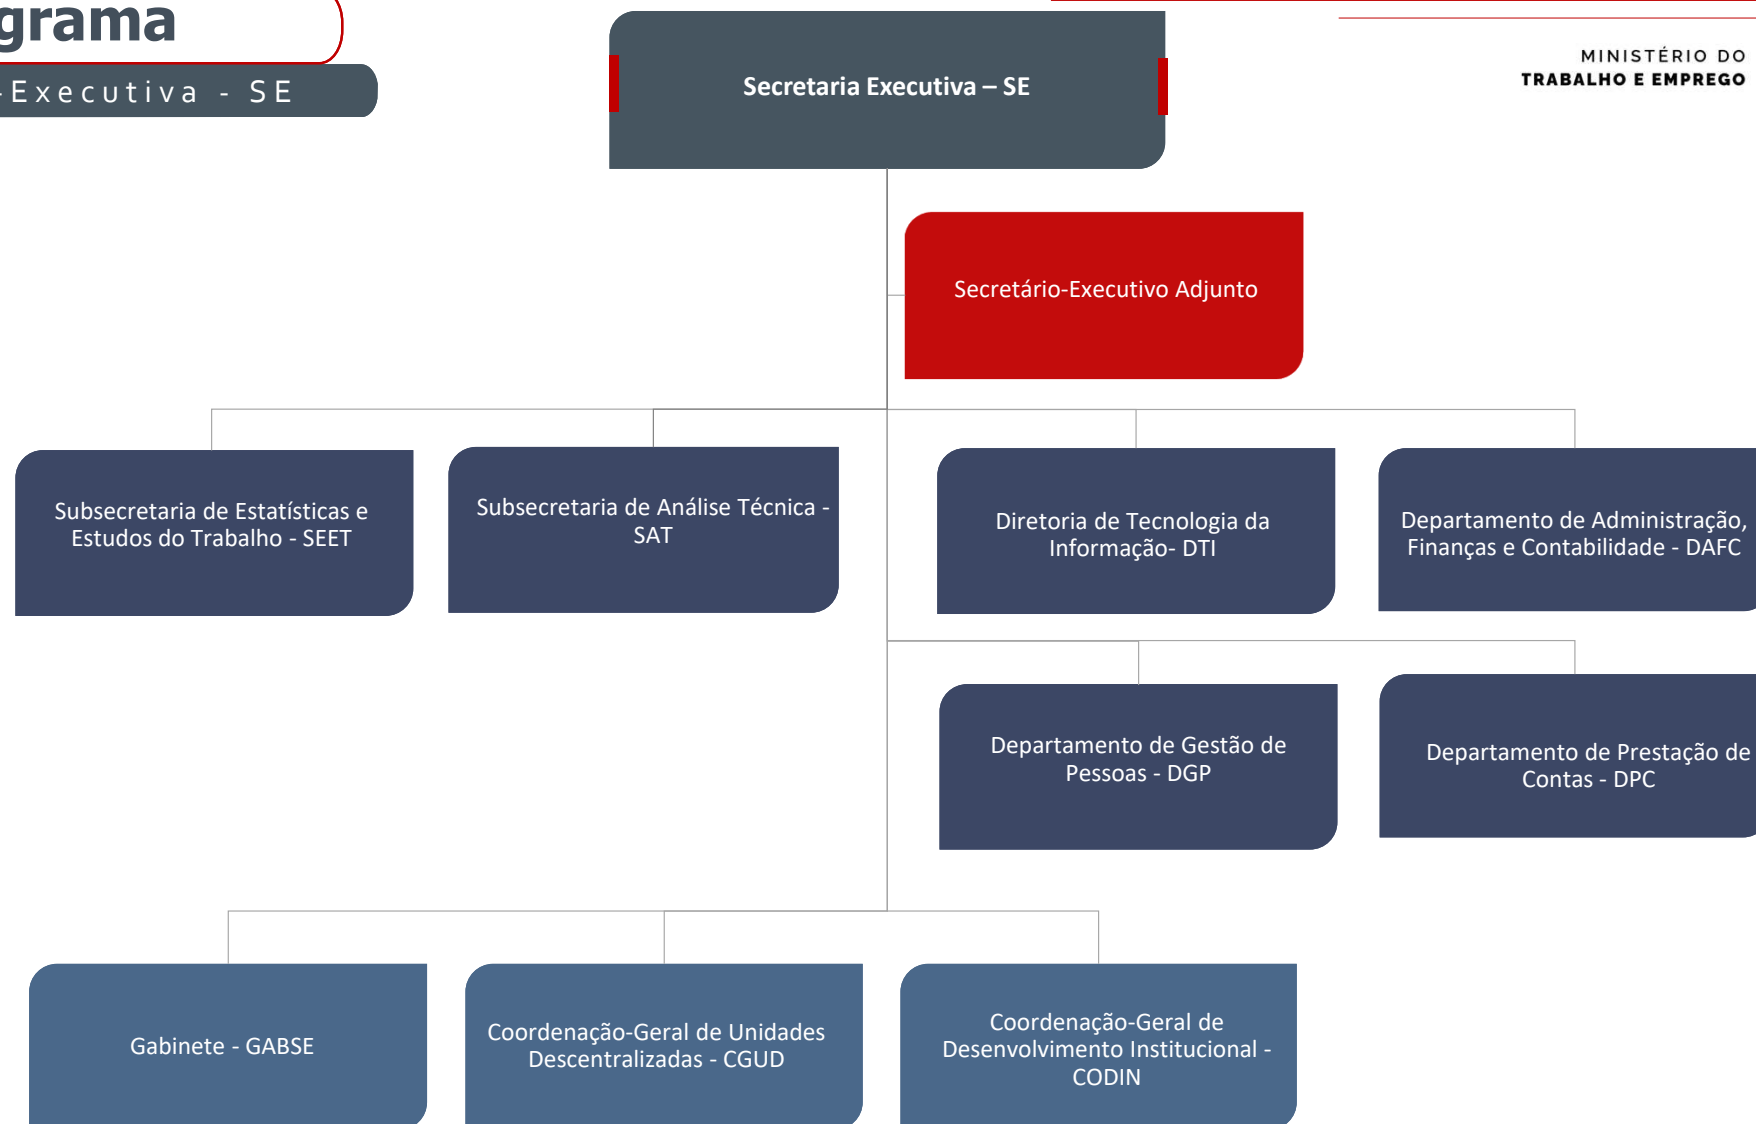 grama
-Executiva - SE
Secretaria Executiva – SE
MINISTÉRIO DO
TRABALHO E EMPREGO
Secretário-Executivo Adjunto
Subsecretaria de Estatísticas e
Estudos do Trabalho - SEET
Subsecretaria de Análise Técnica -
SAT
Diretoria de Tecnologia da
Informação- DTI
Departamento de Administração,
Finanças e Contabilidade - DAFC
Departamento de Gestão de
Pessoas - DGP
Departamento de Prestação de
Contas - DPC
Gabinete - GABSE
Coordenação-Geral de Unidades
Descentralizadas - CGUD
Coordenação-Geral de
Desenvolvimento Institucional -
CODIN